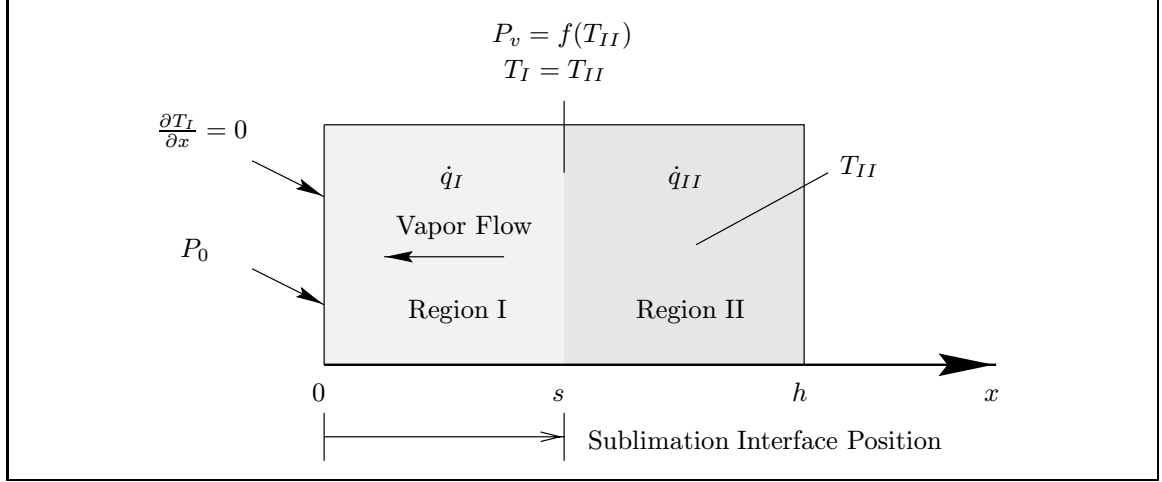 P_v = f(T_{II})
T_I = T_{II}
∂T_I/∂x = 0
q̇_I
q̇_{II}
T_{II}
Vapor Flow
P_0
Region I
Region II
0
s
h
x
Sublimation Interface Position